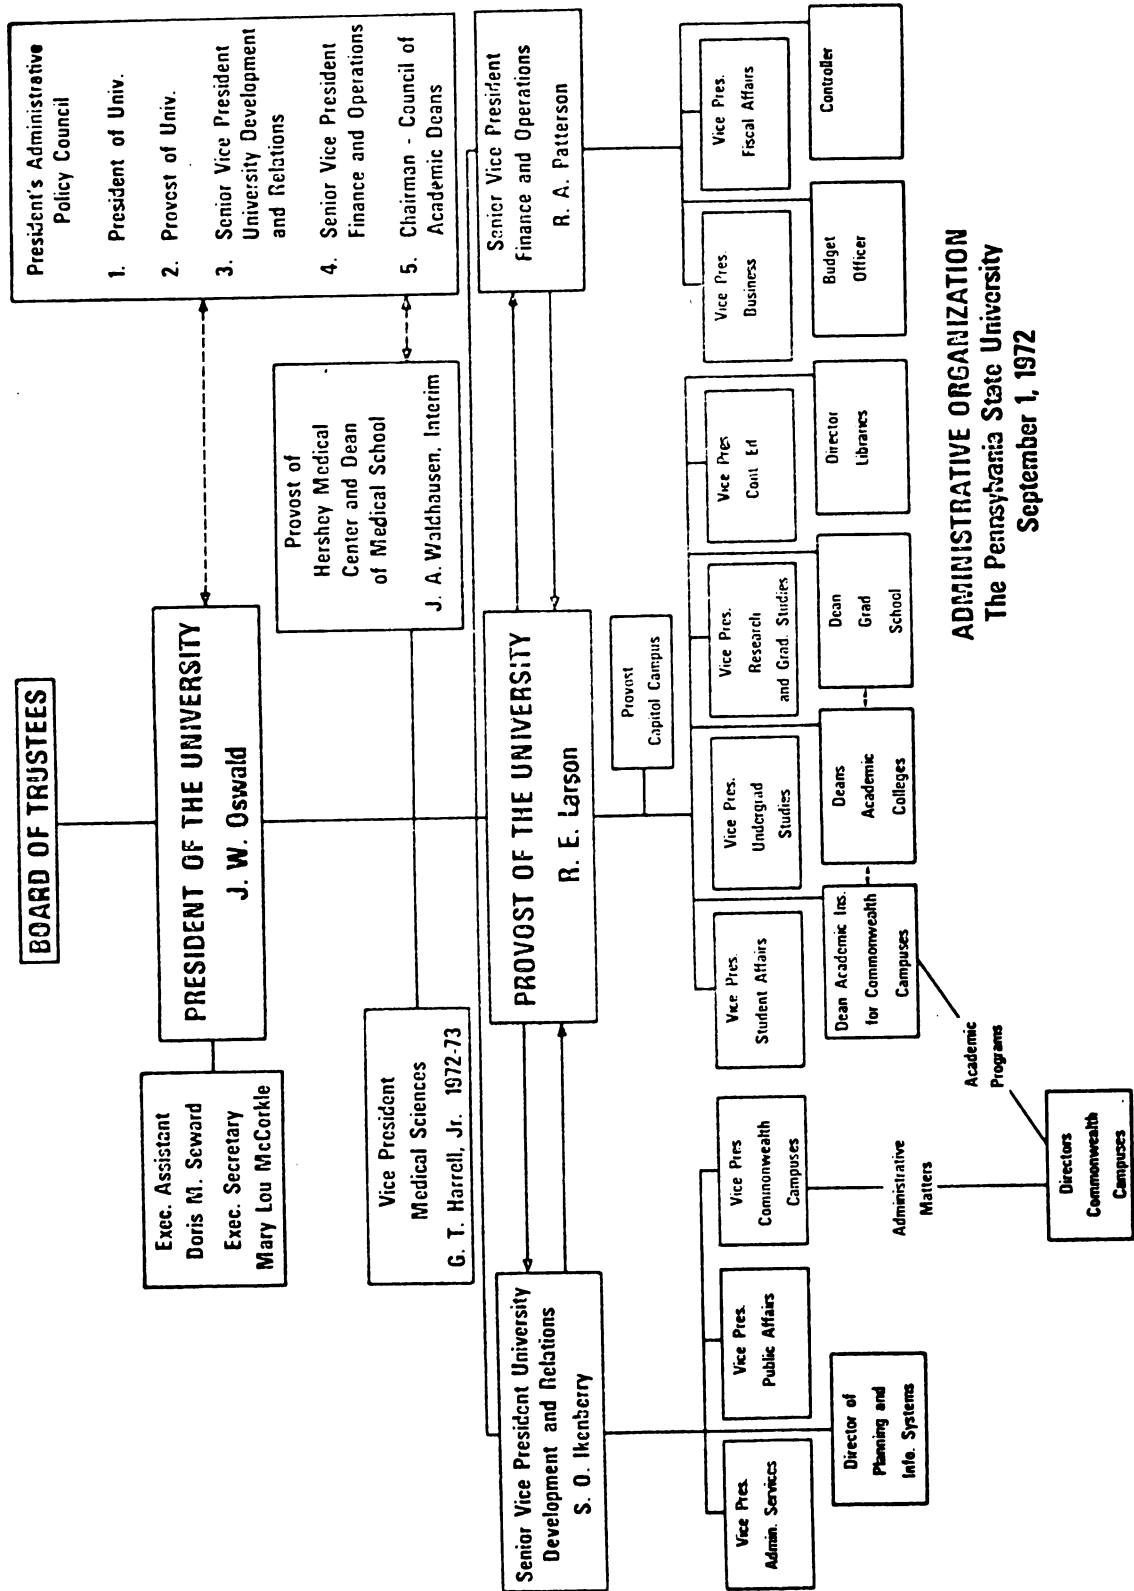 BOARD OF TRUSTEES
PRESIDENT OF THE UNIVERSITY
J. W. Oswald
Exec. Assistant
Doris M. Seward
Exec. Secretary
Mary Lou McCorkle
President's Administrative
Policy Council
1. President of Univ.
2. Provost of Univ.
3. Senior Vice President
University Development
and Relations
4. Senior Vice President
Finance and Operations
5. Chairman - Council of
Academic Deans
Vice President
Medical Sciences
G. T. Harrell, Jr. 1972-73
Provost of
Hershey Medical
Center and Dean
of Medical School
J. A. Waldhausen, Interim
Senior Vice President University
Development and Relations
S. O. Ikenberry
PROVOST OF THE UNIVERSITY
R. E. Larson
Senior Vice President
Finance and Operations
R. A. Patterson
Provost
Capitol Campus
Vice Pres.
Admin. Services
Vice Pres.
Public Affairs
Vice Pres
Commonwealth
Campuses
Vice Pres.
Student Affairs
Vice Pres.
Undergrad
Studies
Vice Pres.
Research
and Grad. Studies
Vice Pres
Cont Ed
Vice Pres.
Business
Vice Pres.
Fiscal Affairs
Director of
Planning and
Info. Systems
Dean Academic Ins.
for Commonwealth
Campuses
Deans
Academic
Colleges
Dean
Grad
School
Director
Libraries
Budget
Officer
Controller
Administrative
Matters
Academic
Programs
Directors
Commonwealth
Campuses
ADMINISTRATIVE ORGANIZATION
The Pennsylvania State University
September 1, 1972